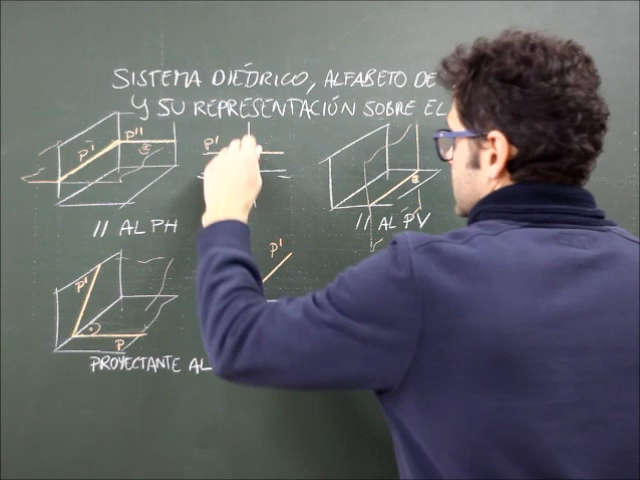 SISTEMA DIÉDRICO, ALFABETO DE
Y SU REPRESENTACIÓN SOBRE EL
P' P'' P'
// AL PH // AL PV
P' P'
P
PROYECTANTE AL